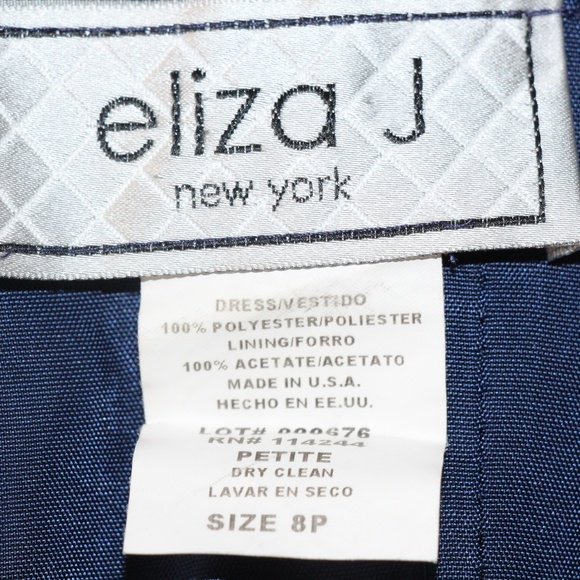 eliza J
new york
DRESS/VESTIDO
100% POLYESTER/POLIESTER
LINING/FORRO
100% ACETATE/ACETATO
MADE IN U.S.A.
HECHO EN EE.UU.
LOT# 000676
RN# 114244
PETITE
DRY CLEAN
LAVAR EN SECO
SIZE 8P